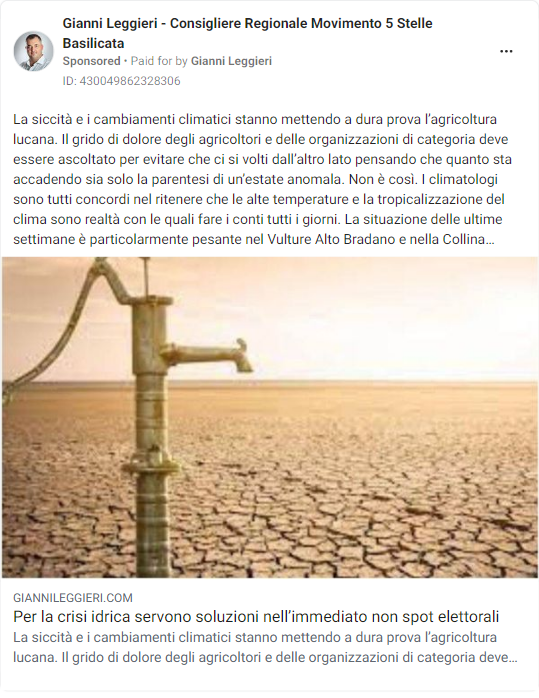 Gianni Leggieri - Consigliere Regionale Movimento 5 Stelle
Basilicata
Sponsored • Paid for by Gianni Leggieri
ID: 430049862328306
La siccità e i cambiamenti climatici stanno mettendo a dura prova l’agricoltura
lucana. Il grido di dolore degli agricoltori e delle organizzazioni di categoria deve
essere ascoltato per evitare che ci si volti dall’altro lato pensando che quanto sta
accadendo sia solo la parentesi di un’estate anomala. Non è così. I climatologi
sono tutti concordi nel ritenere che le alte temperature e la tropicalizzazione del
clima sono realtà con le quali fare i conti tutti i giorni. La situazione delle ultime
settimane è particolarmente pesante nel Vulture Alto Bradano e nella Collina...
GIANNILEGGIERI.COM
Per la crisi idrica servono soluzioni nell’immediato non spot elettorali
La siccità e i cambiamenti climatici stanno mettendo a dura prova l’agricoltura
lucana. Il grido di dolore degli agricoltori e delle organizzazioni di categoria deve...